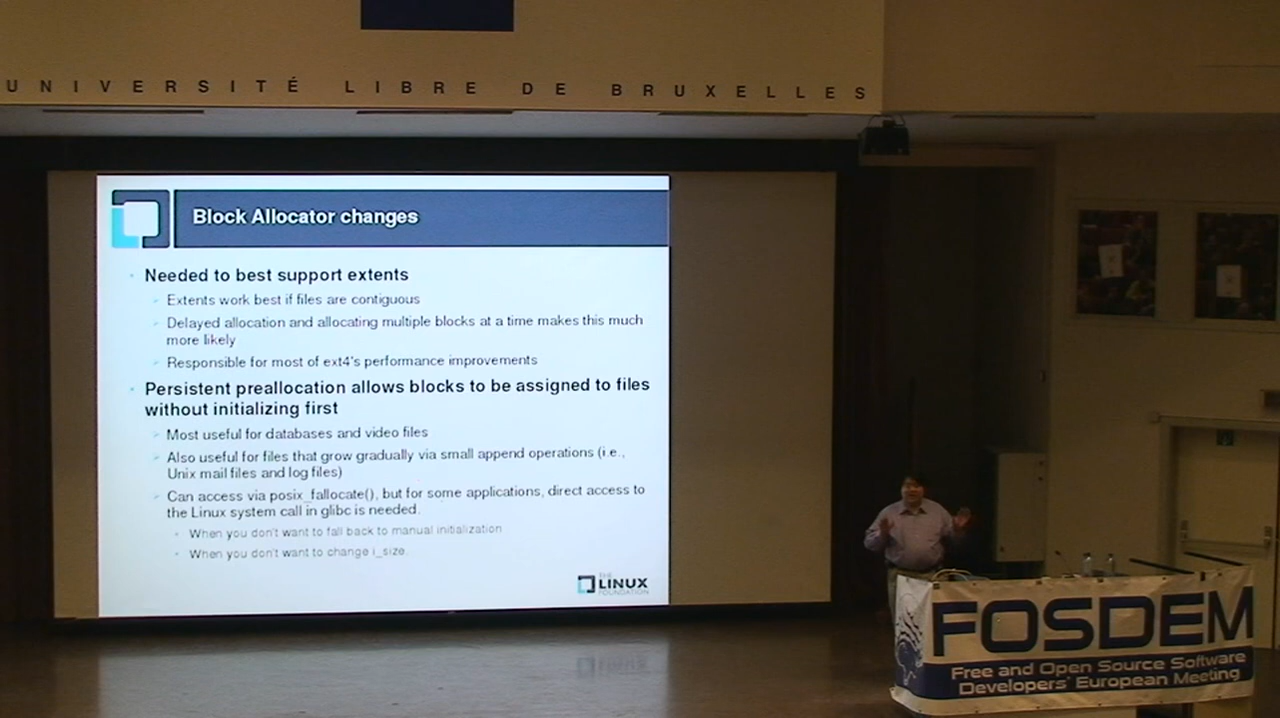 UNIVERSITÉ LIBRE DE BRUXELLES
Block Allocator changes
Needed to best support extents
Extents work best if files are contiguous
Delayed allocation and allocating multiple blocks at a time makes this much
more likely
Responsible for most of ext4's performance improvements
Persistent preallocation allows blocks to be assigned to files
without initializing first
Most useful for databases and video files
Also useful for files that grow gradually via small append operations (i.e.,
Unix mail files and log files)
Can access via posix_fallocate(), but for some applications, direct access to
the Linux system call in glibc is needed.
When you don't want to fall back to manual initialization
When you don't want to change i_size.
THE
LINUX
FOUNDATION
FOSDEM
Free and Open Source Software
Developers' European Meeting